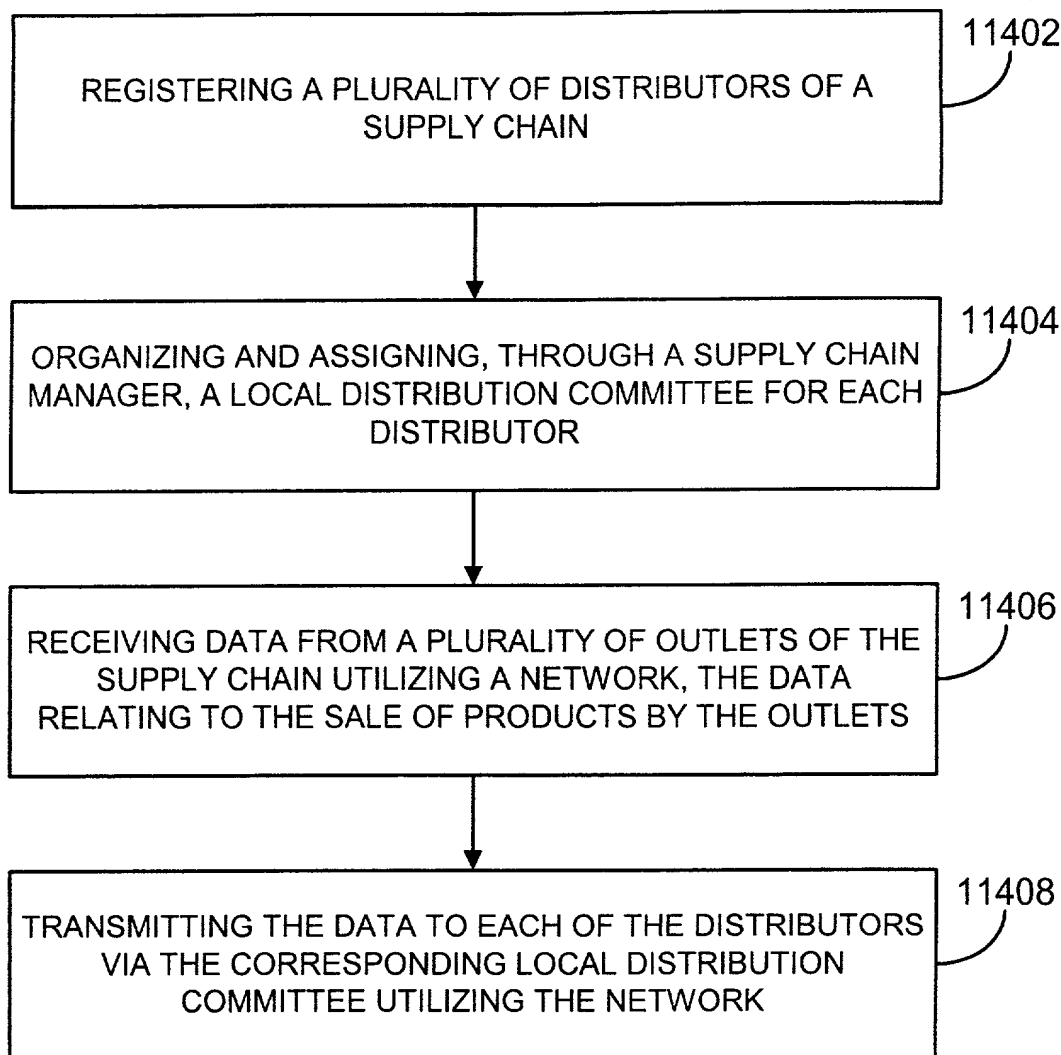 11402
REGISTERING A PLURALITY OF DISTRIBUTORS OF A
SUPPLY CHAIN
11404
ORGANIZING AND ASSIGNING, THROUGH A SUPPLY CHAIN
MANAGER, A LOCAL DISTRIBUTION COMMITTEE FOR EACH
DISTRIBUTOR
11406
RECEIVING DATA FROM A PLURALITY OF OUTLETS OF THE
SUPPLY CHAIN UTILIZING A NETWORK, THE DATA
RELATING TO THE SALE OF PRODUCTS BY THE OUTLETS
11408
TRANSMITTING THE DATA TO EACH OF THE DISTRIBUTORS
VIA THE CORRESPONDING LOCAL DISTRIBUTION
COMMITTEE UTILIZING THE NETWORK